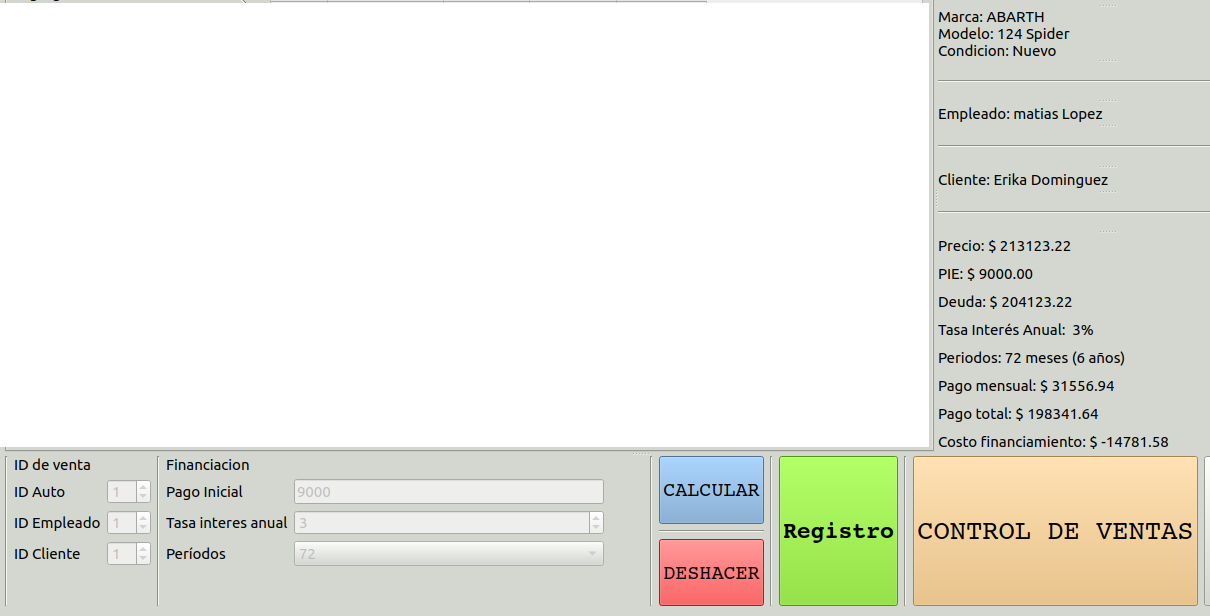 Marca: ABARTH
Modelo: 124 Spider
Condicion: Nuevo
Empleado: matias Lopez
Cliente: Erika Dominguez
Precio: $ 213123.22
PIE: $ 9000.00
Deuda: $ 204123.22
Tasa Interés Anual:  3%
Periodos: 72 meses (6 años)
Pago mensual: $ 31556.94
Pago total: $ 198341.64
Costo financiamiento: $ -14781.58
ID de venta
ID Auto 1
ID Empleado 1
ID Cliente 1
Financiacion
Pago Inicial 9000
Tasa interes anual 3
Períodos 72
CALCULAR
DESHACER
Registro
CONTROL DE VENTAS